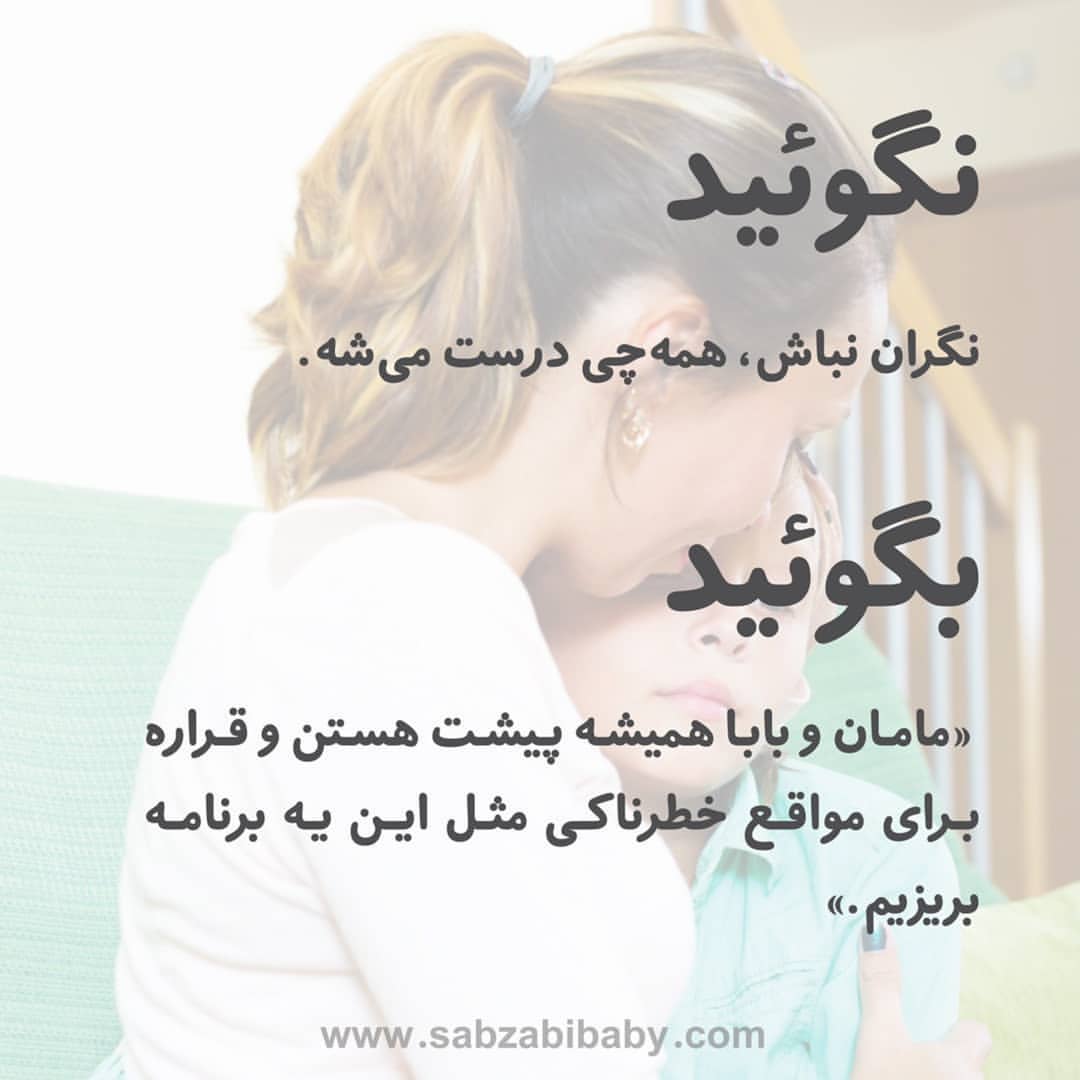 نگوئید
نگران نباش، همه‌چی درست می‌شه.
بگوئید
«مامان و بابا همیشه پیشت هستن و قراره
برای مواقع خطرناکی مثل این یه برنامه
بریزیم.»
www.sabzabibaby.com